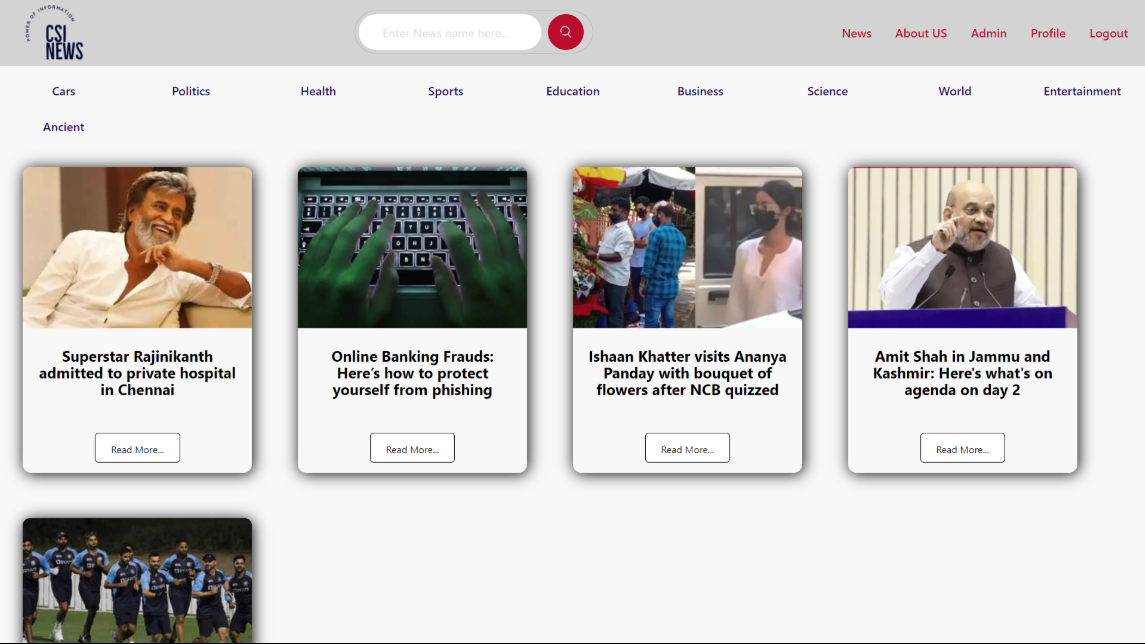 POWER OF INFORMATION
CSI
NEWS
Enter News name here...
News About US Admin Profile Logout
Cars Politics Health Sports Education Business Science World Entertainment
Ancient
Superstar Rajinikanth
admitted to private hospital
in Chennai
Read More...
Online Banking Frauds:
Here’s how to protect
yourself from phishing
Read More...
Ishaan Khatter visits Ananya
Panday with bouquet of
flowers after NCB quizzed
Read More...
Amit Shah in Jammu and
Kashmir: Here's what's on
agenda on day 2
Read More...